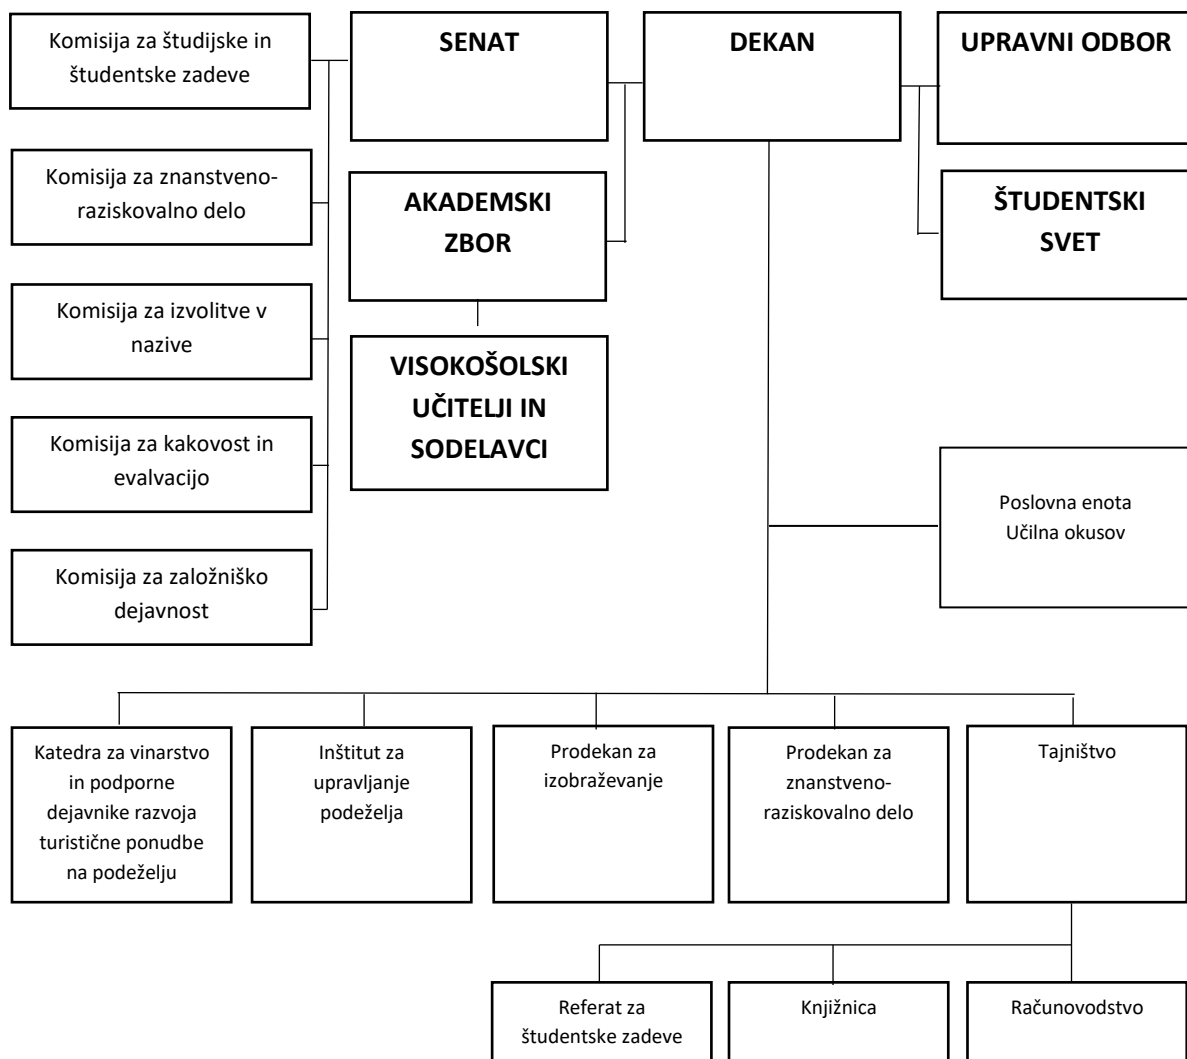 Komisija za študijske in
študentske zadeve
SENAT
DEKAN
UPRAVNI ODBOR
Komisija za znanstveno-
raziskovalno delo
AKADEMSKI
ZBOR
ŠTUDENTSKI
SVET
Komisija za izvolitve v
nazive
VISOKOŠOLSKI
UČITELJI IN
SODELAVCI
Komisija za kakovost in
evalvacijo
Poslovna enota
Učilna okusov
Komisija za založniško
dejavnost
Katedra za vinarstvo
in podporne
dejavnike razvoja
turistične ponudbe
na podeželju
Inštitut za
upravljanje
podeželja
Prodekan za
izobraževanje
Prodekan za
znanstveno-
raziskovalno delo
Tajništvo
Referat za
študentske zadeve
Knjižnica
Računovodstvo